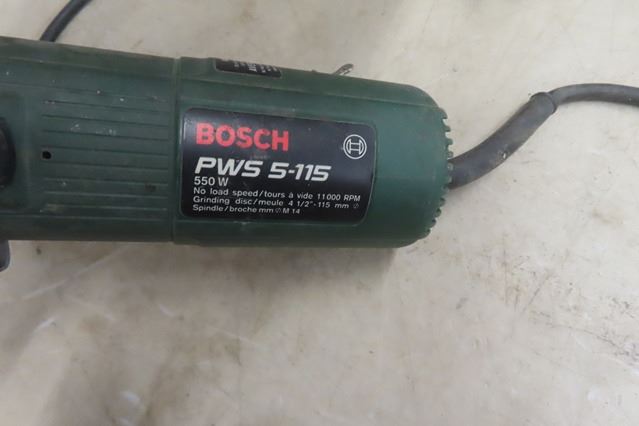 BOSCH
PWS 5-115
550 W
No load speed/tours à vide 11000 RPM
Grinding disc/meule 4 1/2"-115 mm ∅
Spindle/broche mm ∅ M 14